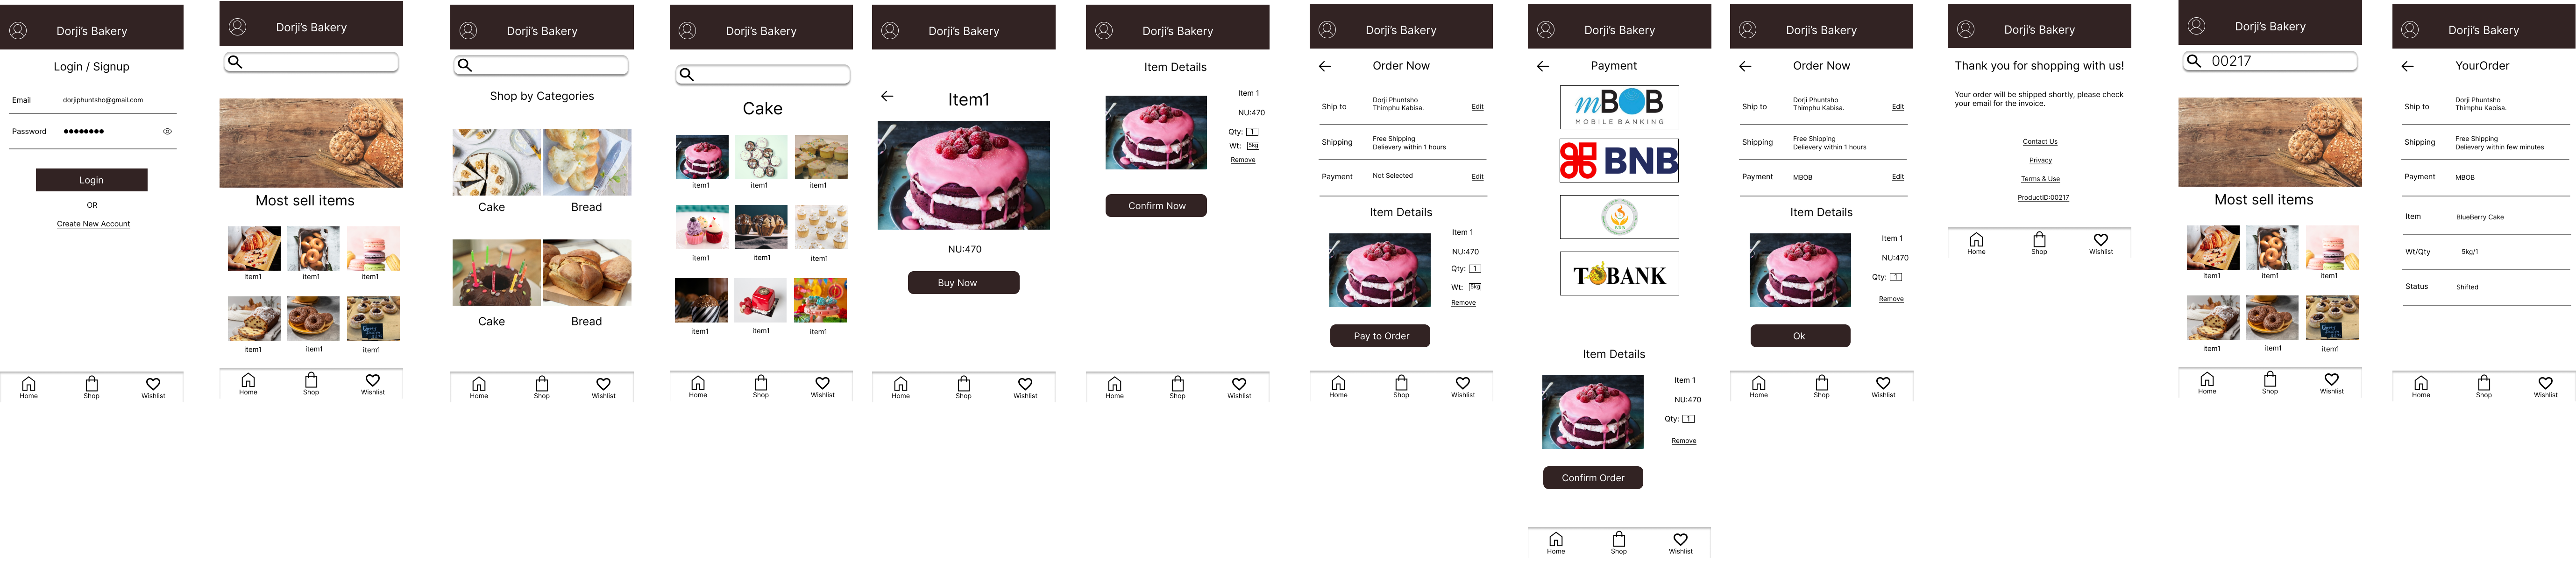 Dorji's Bakery
Login / Signup
Email
dorjiphuntsho@gmail.com
Password
Login
OR
Create New Account
Home
Shop
Wishlist
Dorji's Bakery
Most sell items
item1
item1
item1
item1
item1
item1
Home
Shop
Wishlist
Dorji's Bakery
Shop by Categories
Cake
Bread
Cake
Bread
Home
Shop
Wishlist
Dorji's Bakery
Cake
item1
item1
item1
item1
item1
item1
item1
item1
item1
Home
Shop
Wishlist
Dorji's Bakery
Item1
NU:470
Buy Now
Home
Shop
Wishlist
Dorji's Bakery
Item Details
Item 1
NU:470
Qty: 1
Wt: 5kg
Remove
Confirm Now
Home
Shop
Wishlist
Dorji's Bakery
Order Now
Ship to
Dorji Phuntsho
Thimphu Kabisa.
Edit
Shipping
Free Shipping
Delievery within 1 hours
Payment
Not Selected
Edit
Item Details
Item 1
NU:470
Qty: 1
Wt: 5kg
Remove
Pay to Order
Home
Shop
Wishlist
Dorji's Bakery
Payment
mBOB
MOBILE BANKING
BNB
TBANK
Item Details
Item 1
NU:470
Qty: 1
Remove
Confirm Order
Home
Shop
Wishlist
Dorji's Bakery
Order Now
Ship to
Dorji Phuntsho
Thimphu Kabisa.
Edit
Shipping
Free Shipping
Delievery within 1 hours
Payment
MBOB
Edit
Item Details
Item 1
NU:470
Qty: 1
Remove
Ok
Home
Shop
Wishlist
Dorji's Bakery
Thank you for shopping with us!
Your order will be shipped shortly, please check
your email for the invoice.
Contact Us
Privacy
Terms & Use
ProductID:00217
Home
Shop
Wishlist
Dorji's Bakery
00217
Most sell items
item1
item1
item1
item1
item1
item1
Home
Shop
Wishlist
Dorji's Bakery
YourOrder
Ship to
Dorji Phuntsho
Thimphu Kabisa.
Shipping
Free Shipping
Delievery within few minutes
Payment
MBOB
Item
BlueBerry Cake
Wt/Qty
5kg/1
Status
Shifted
Home
Shop
Wishlist